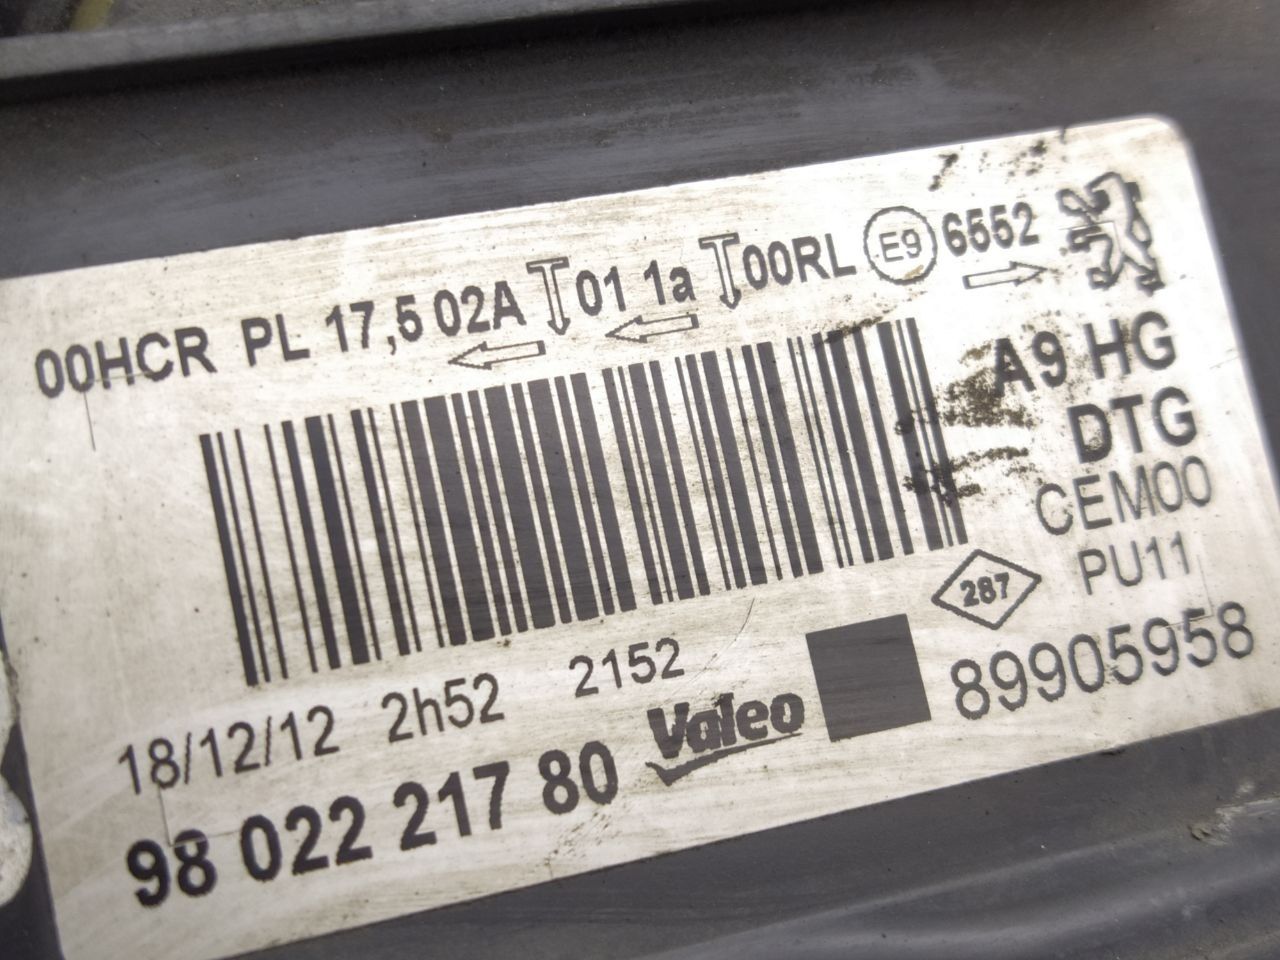 00HCR PL 17,5 02A 01 1a 00RL E9 6552
A9 HG
DTG
CEM00
PU11
287
89905958
18/12/12 2h52 2152
98 022 217 80 Valeo